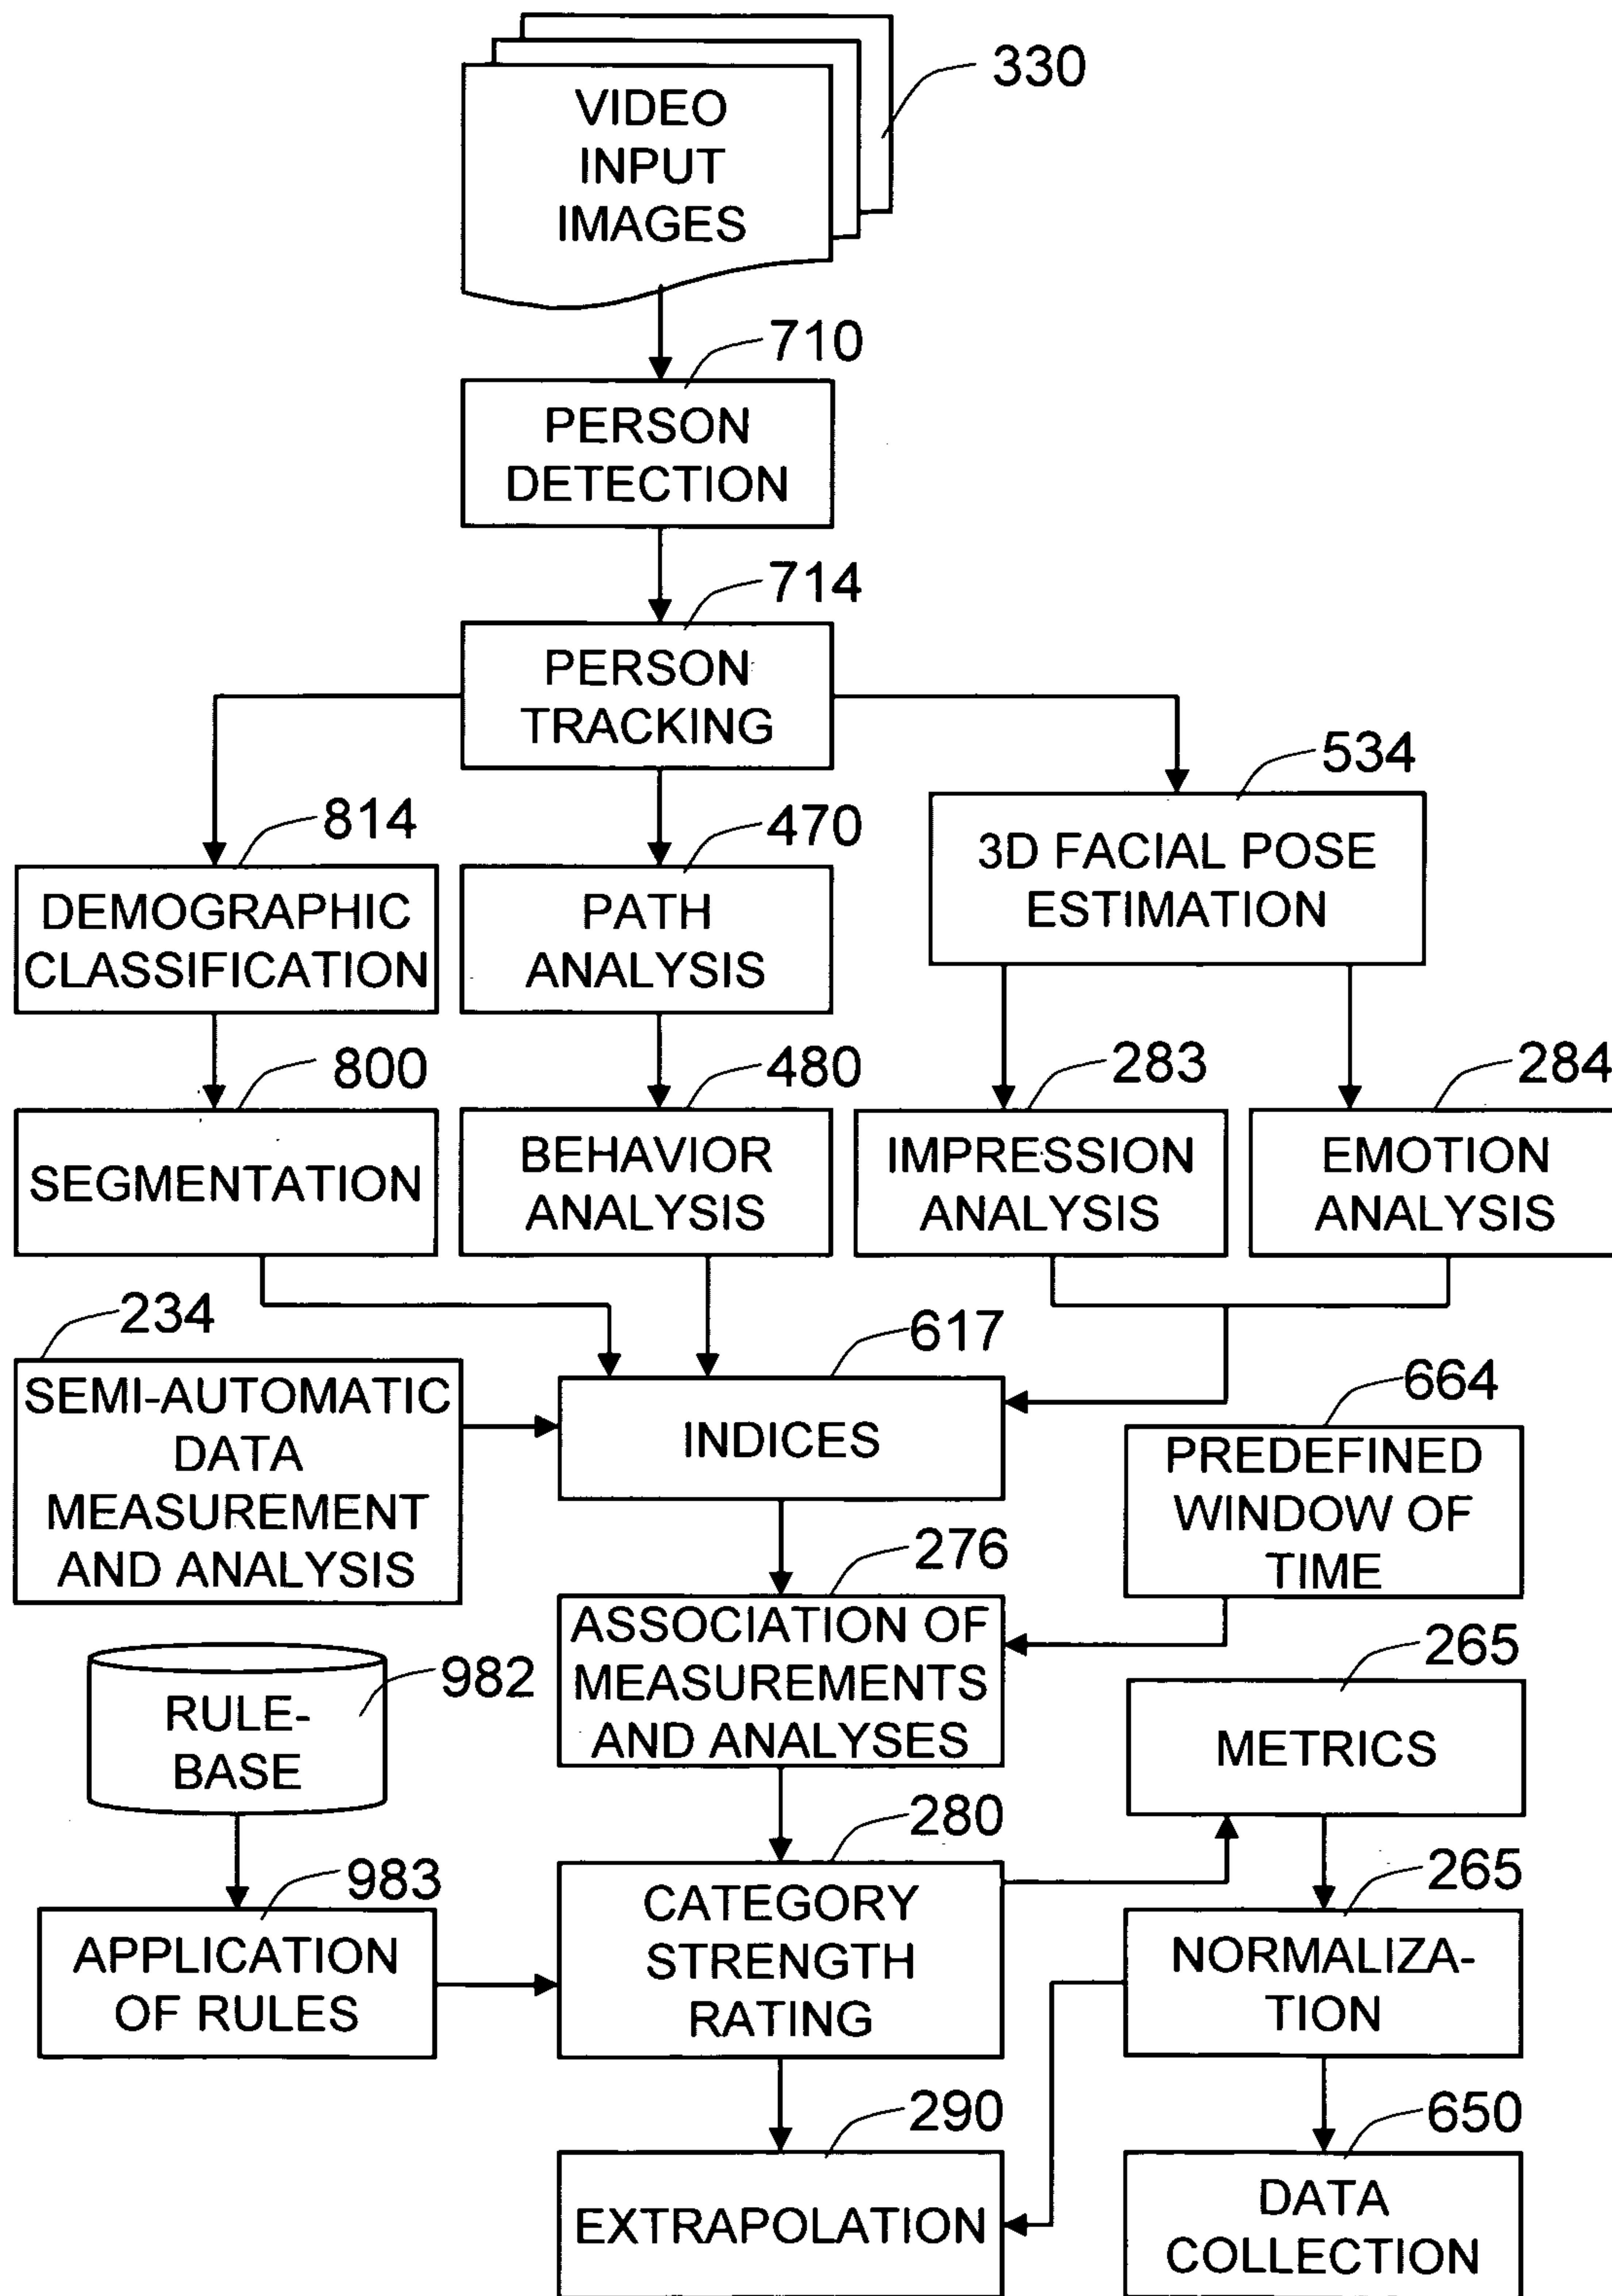 330
VIDEO
INPUT
IMAGES
710
PERSON
DETECTION
714
PERSON
TRACKING
534
3D FACIAL POSE
ESTIMATION
814
DEMOGRAPHIC
CLASSIFICATION
470
PATH
ANALYSIS
800
SEGMENTATION
480
BEHAVIOR
ANALYSIS
283
IMPRESSION
ANALYSIS
284
EMOTION
ANALYSIS
234
SEMI-AUTOMATIC
DATA
MEASUREMENT
AND ANALYSIS
617
INDICES
664
PREDEFINED
WINDOW OF
TIME
276
ASSOCIATION OF
MEASUREMENTS
AND ANALYSES
982
RULE-
BASE
265
METRICS
983
APPLICATION
OF RULES
280
CATEGORY
STRENGTH
RATING
265
NORMALIZA-
TION
290
EXTRAPOLATION
650
DATA
COLLECTION